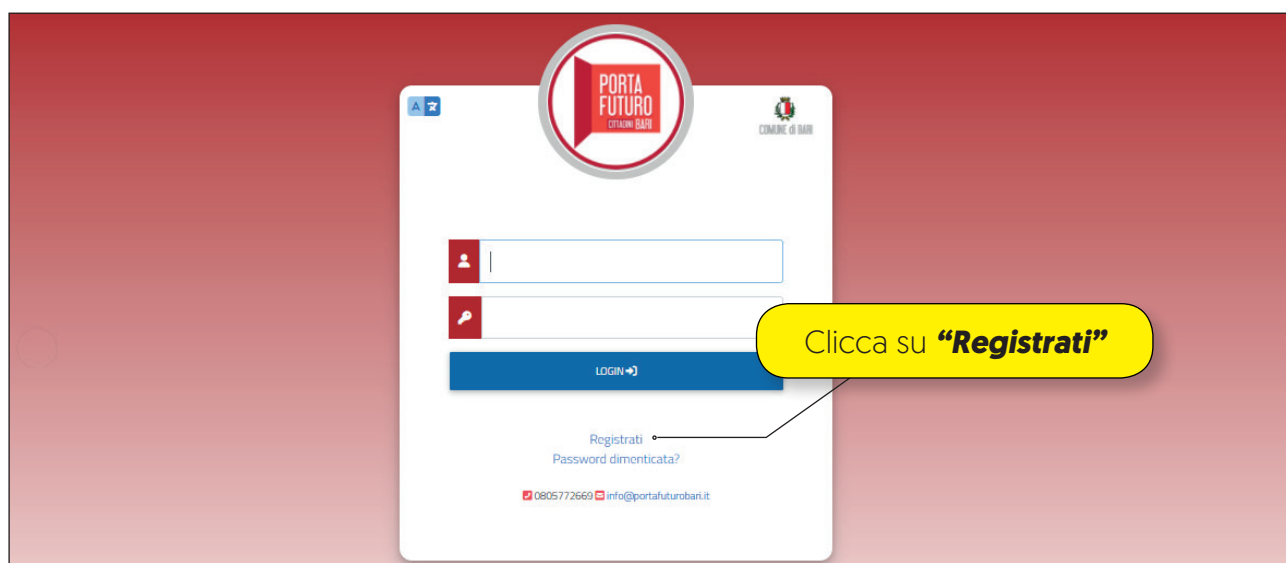 PORTA
FUTURO
CITTADINI BARI
COMUNE di BARI
Clicca su “Registrati”
LOGIN
Registrati
Password dimenticata?
0805772669 info@portafuturobari.it